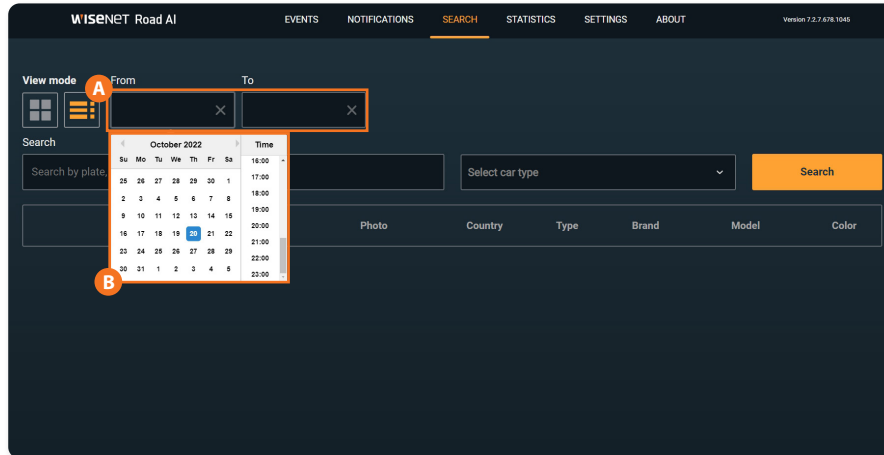 WISENET Road AI EVENTS NOTIFICATIONS SEARCH STATISTICS SETTINGS ABOUT Version 7.2.7.678.1045
View mode From To
A
Search
October 2022 Time
Su Mo Tu We Th Fr Sa
16:00
25 26 27 28 29 30 1
17:00
2 3 4 5 6 7 8
18:00
9 10 11 12 13 14 15
19:00
16 17 18 19 20 21 22
20:00
23 24 25 26 27 28 29
21:00
30 31 1 2 3 4 5
22:00
23:00
B
Search by plate,
Select car type
Search
Photo Country Type Brand Model Color